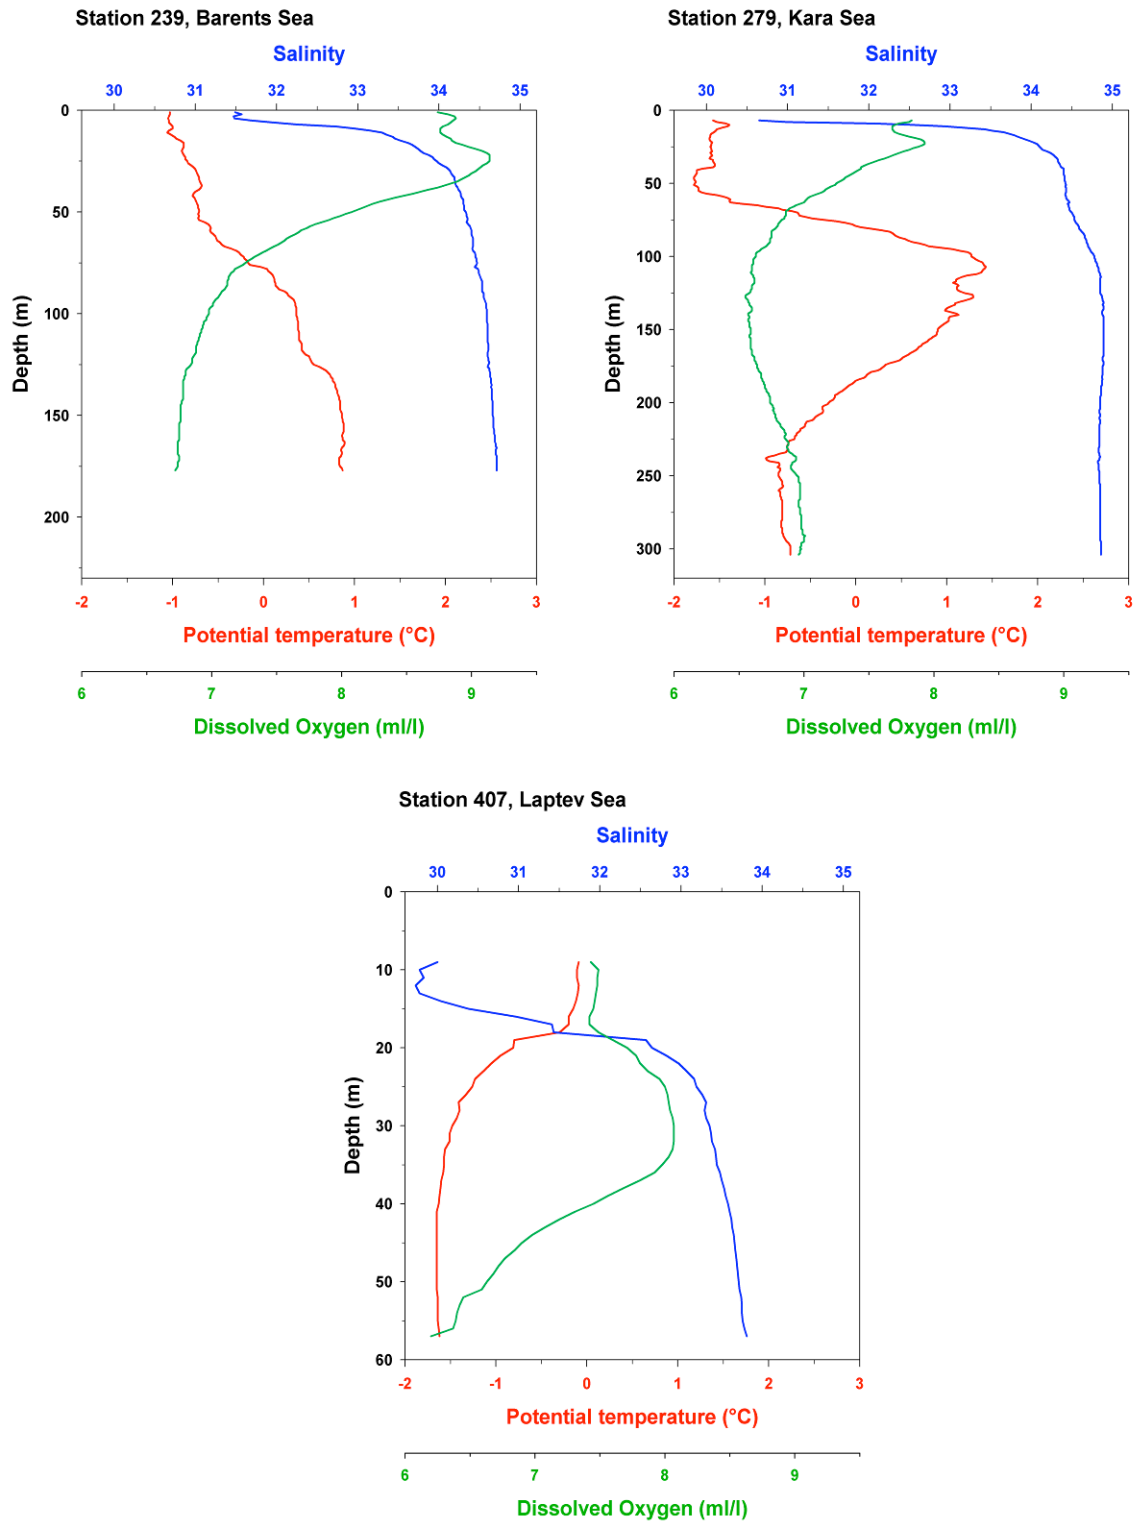 Station 239, Barents Sea
Salinity
30 31 32 33 34 35
0
50
100
150
200
Depth (m)
-2 -1 0 1 2 3
Potential temperature (°C)
6 7 8 9
Dissolved Oxygen (ml/l)
Station 279, Kara Sea
Salinity
30 31 32 33 34 35
0
50
100
150
200
250
300
Depth (m)
-2 -1 0 1 2 3
Potential temperature (°C)
6 7 8 9
Dissolved Oxygen (ml/l)
Station 407, Laptev Sea
Salinity
30 31 32 33 34 35
0
10
20
30
40
50
60
Depth (m)
-2 -1 0 1 2 3
Potential temperature (°C)
6 7 8 9
Dissolved Oxygen (ml/l)